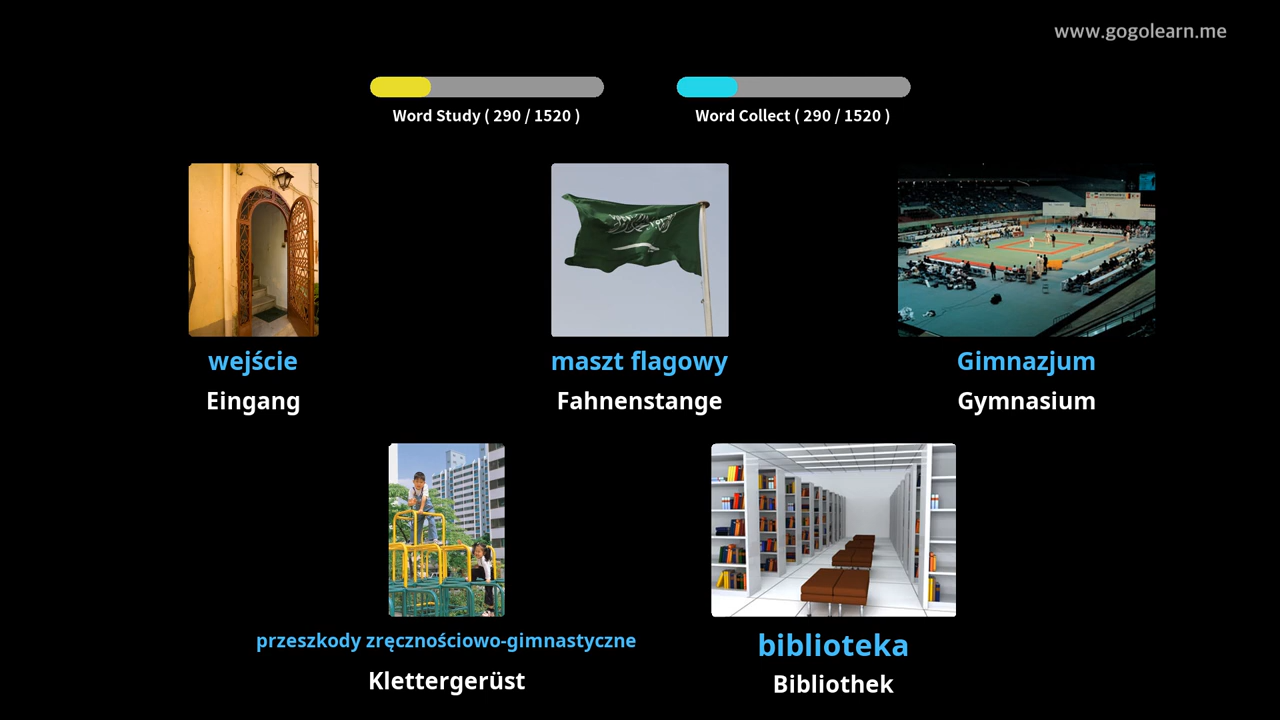 www.gogolearn.me
Word Study ( 290 / 1520 )
Word Collect ( 290 / 1520 )
wejście
maszt flagowy
Gimnazjum
Eingang
Fahnenstange
Gymnasium
przeszkody zręcznościowo-gimnastyczne
biblioteka
Klettergerüst
Bibliothek